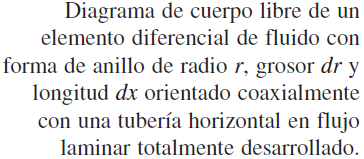 Diagrama de cuerpo libre de un
elemento diferencial de fluido con
forma de anillo de radio r, grosor dr y
longitud dx orientado coaxialmente
con una tubería horizontal en flujo
laminar totalmente desarrollado.